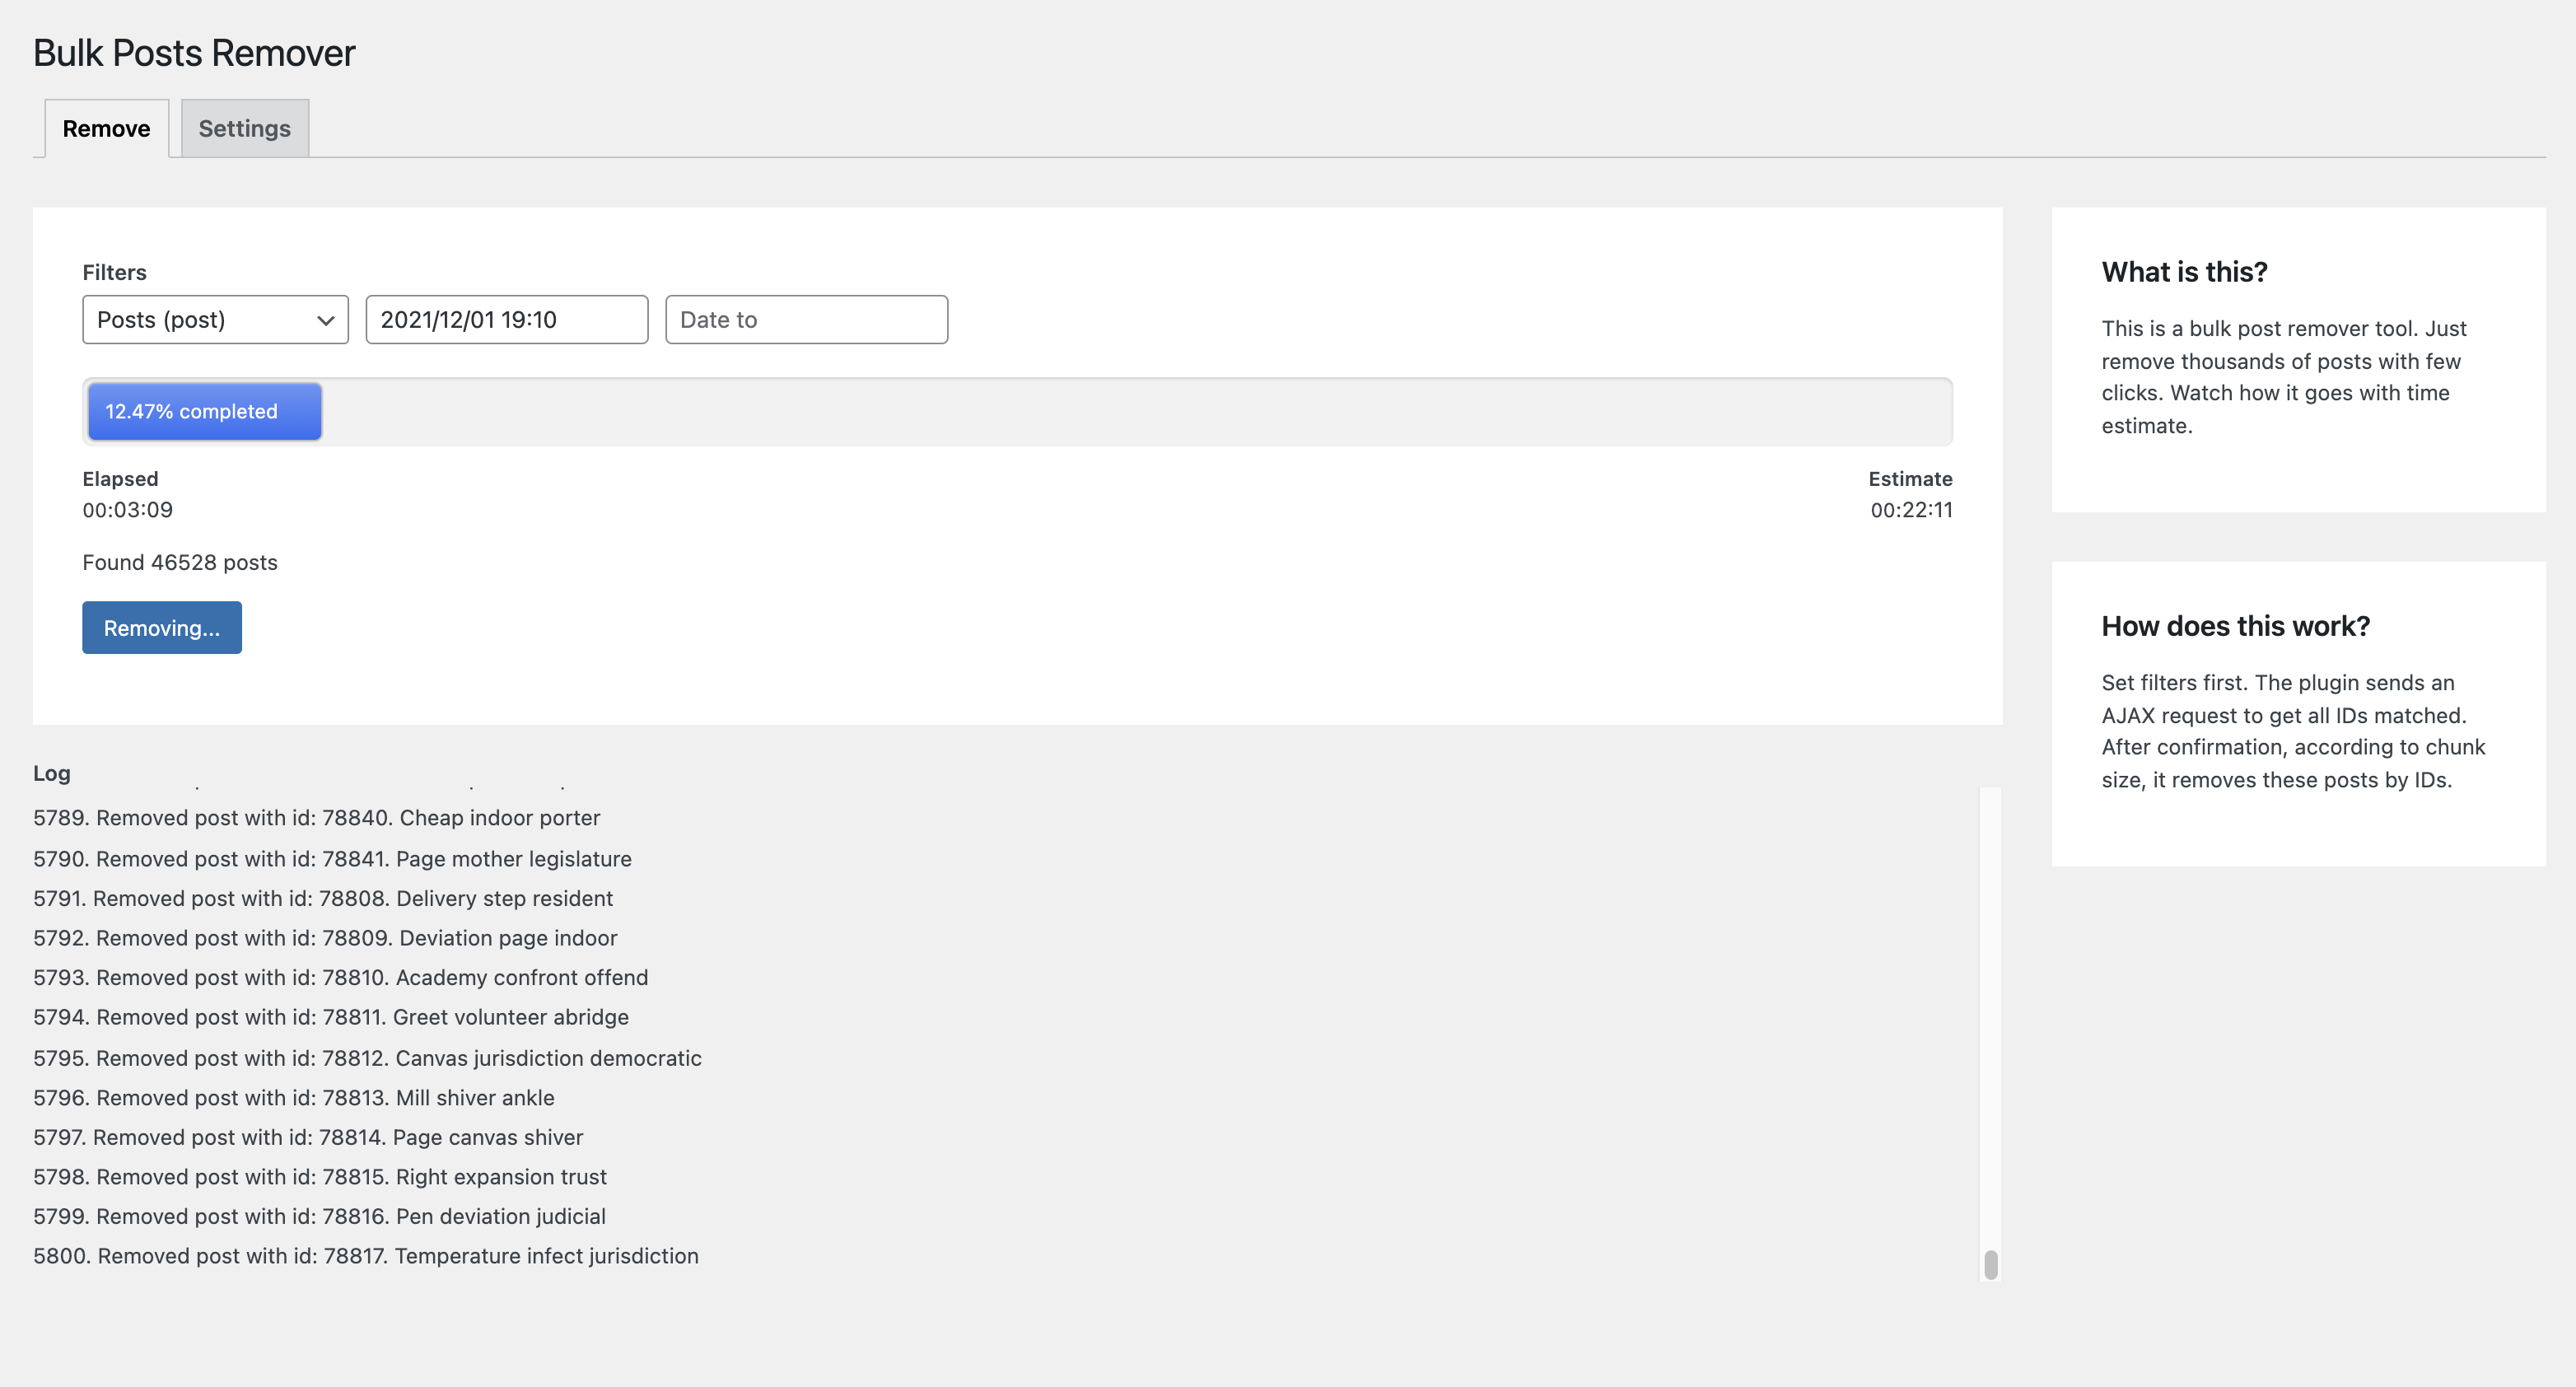 Bulk Posts Remover
Remove
Settings
Filters
Posts (post)
2021/12/01 19:10
Date to
12.47% completed
Elapsed
Estimate
00:03:09
00:22:11
Found 46528 posts
Removing...
Log
5789. Removed post with id: 78840. Cheap indoor porter
5790. Removed post with id: 78841. Page mother legislature
5791. Removed post with id: 78808. Delivery step resident
5792. Removed post with id: 78809. Deviation page indoor
5793. Removed post with id: 78810. Academy confront offend
5794. Removed post with id: 78811. Greet volunteer abridge
5795. Removed post with id: 78812. Canvas jurisdiction democratic
5796. Removed post with id: 78813. Mill shiver ankle
5797. Removed post with id: 78814. Page canvas shiver
5798. Removed post with id: 78815. Right expansion trust
5799. Removed post with id: 78816. Pen deviation judicial
5800. Removed post with id: 78817. Temperature infect jurisdiction
What is this?
This is a bulk post remover tool. Just
remove thousands of posts with few
clicks. Watch how it goes with time
estimate.
How does this work?
Set filters first. The plugin sends an
AJAX request to get all IDs matched.
After confirmation, according to chunk
size, it removes these posts by IDs.